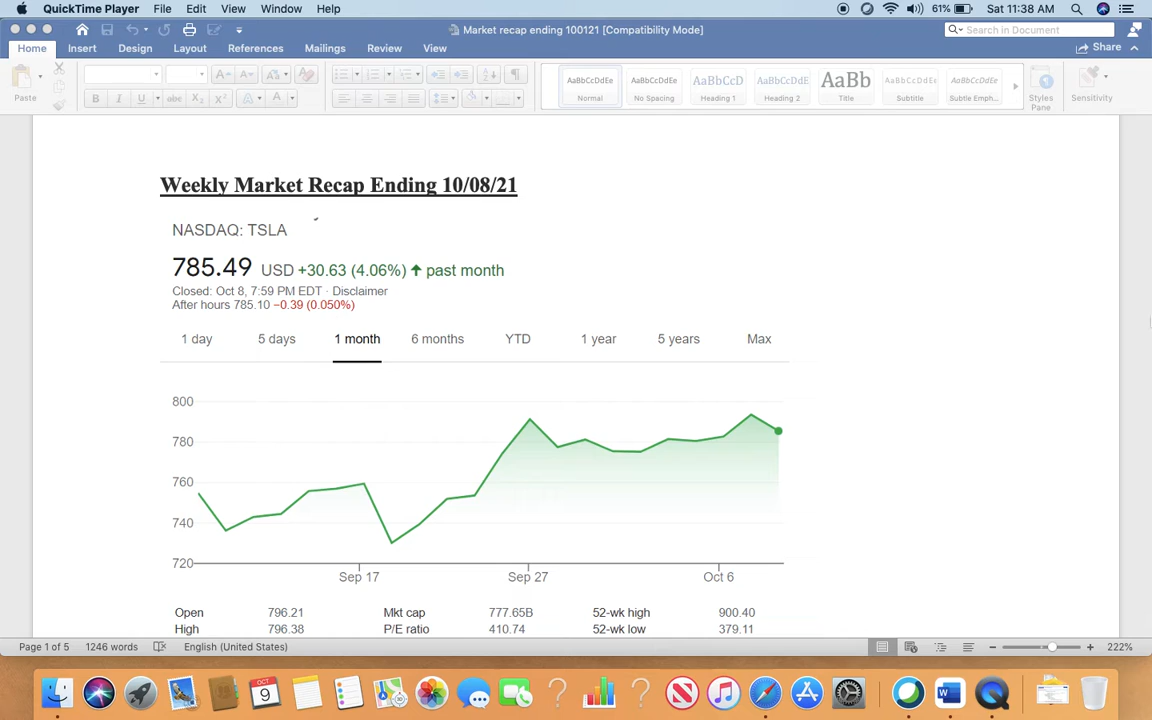 QuickTime Player File Edit View Window Help 61% Sat 11:38 AM
Market recap ending 100121 [Compatibility Mode]
Search in Document
Home Insert Design Layout References Mailings Review View Share
Paste
B I U abc X₂ X² A A
AaBbCcDdEe AaBbCcDdEe AaBbCcD AaBbCcDdE AaBb AaBbCcDdEe AaBbCcDdEe
Normal No Spacing Heading 1 Heading 2 Title Subtitle Subtle Emph... Styles Pane Sensitivity
Weekly Market Recap Ending 10/08/21
NASDAQ: TSLA
785.49 USD +30.63 (4.06%) ↑ past month
Closed: Oct 8, 7:59 PM EDT · Disclaimer
After hours 785.10 −0.39 (0.050%)
1 day 5 days 1 month 6 months YTD 1 year 5 years Max
800
780
760
740
720
Sep 17 Sep 27 Oct 6
Open 796.21 Mkt cap 777.65B 52-wk high 900.40
High 796.38 P/E ratio 410.74 52-wk low 379.11
Page 1 of 5 1246 words English (United States) 222%
OCT
9